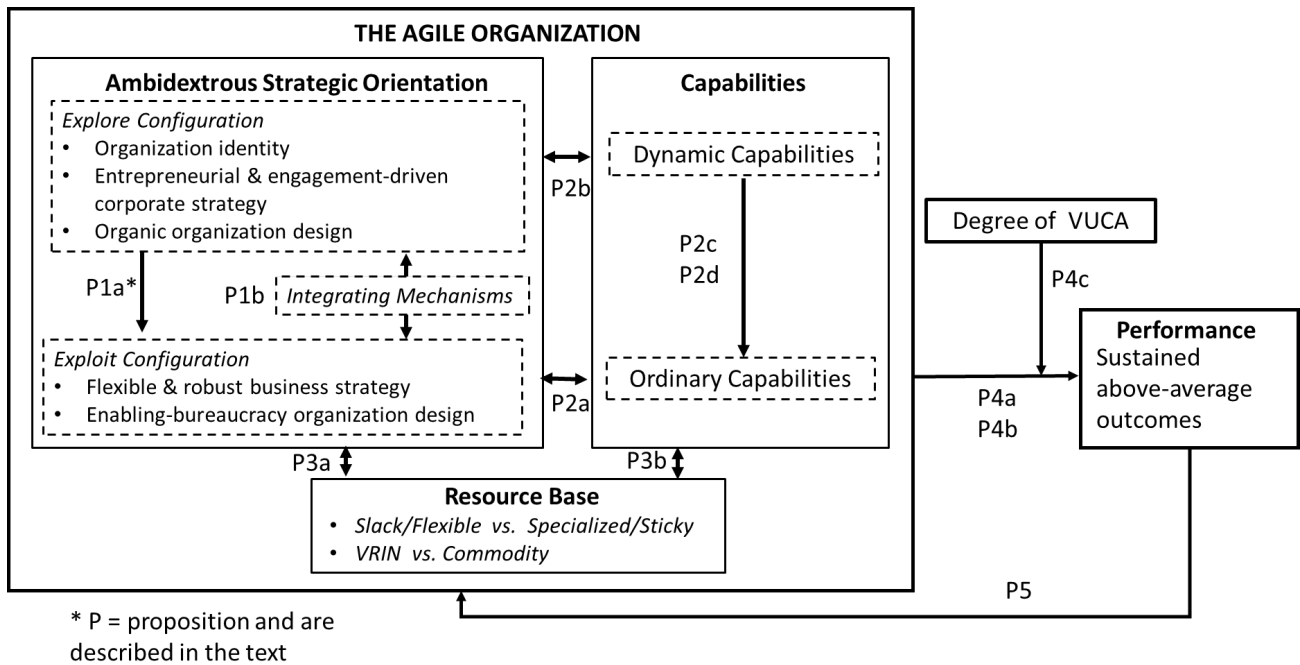 THE AGILE ORGANIZATION
Ambidextrous Strategic Orientation
Explore Configuration
• Organization identity
• Entrepreneurial & engagement-driven
corporate strategy
• Organic organization design
P1a*
P1b
Integrating Mechanisms
Exploit Configuration
• Flexible & robust business strategy
• Enabling-bureaucracy organization design
P2b
P2a
Capabilities
Dynamic Capabilities
P2c
P2d
Ordinary Capabilities
P3a
P3b
Resource Base
• Slack/Flexible vs. Specialized/Sticky
• VRIN vs. Commodity
Degree of VUCA
P4c
P4a
P4b
Performance
Sustained
above-average
outcomes
P5
* P = proposition and are
described in the text